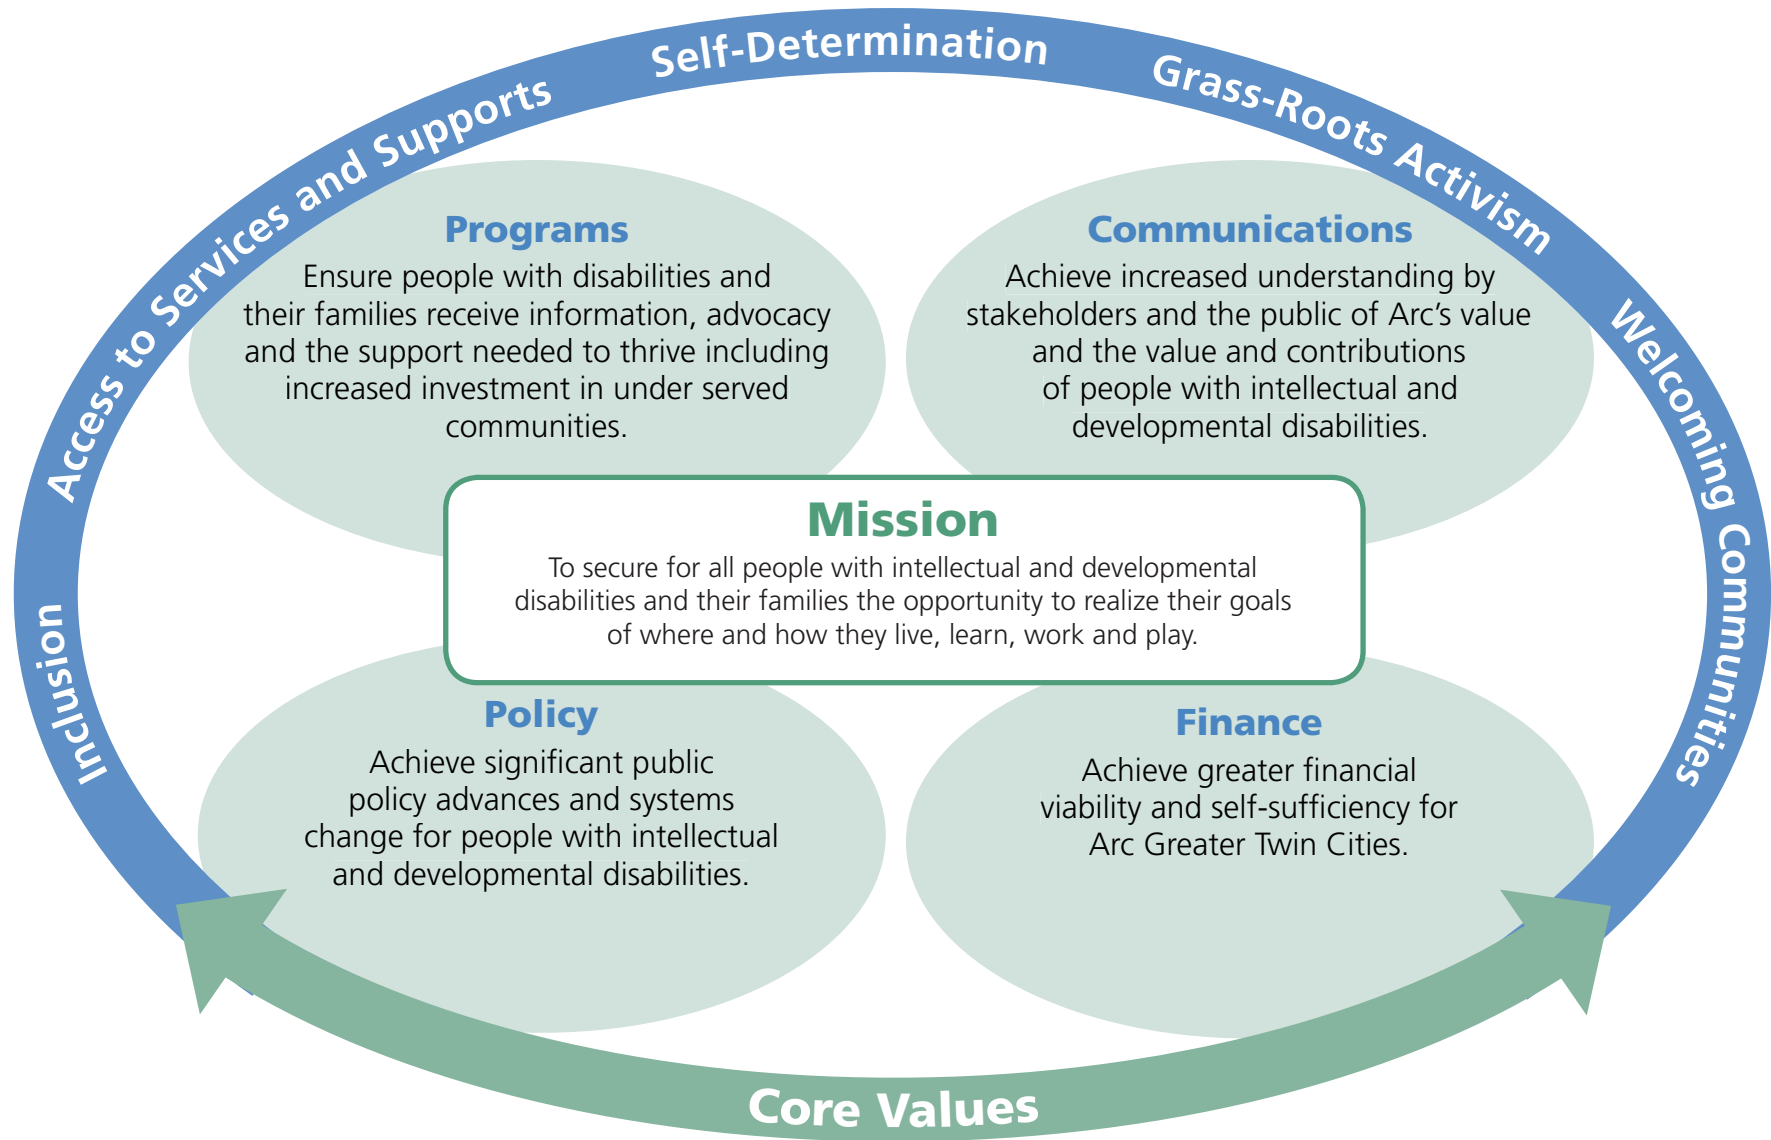 Inclusion
Access to Services and Supports
Self-Determination
Grass-Roots Activism
Welcoming Communities
Programs
Ensure people with disabilities and
their families receive information, advocacy
and the support needed to thrive including
increased investment in under served
communities.
Communications
Achieve increased understanding by
stakeholders and the public of Arc’s value
and the value and contributions
of people with intellectual and
developmental disabilities.
Mission
To secure for all people with intellectual and developmental
disabilities and their families the opportunity to realize their goals
of where and how they live, learn, work and play.
Policy
Achieve significant public
policy advances and systems
change for people with intellectual
and developmental disabilities.
Finance
Achieve greater financial
viability and self-sufficiency for
Arc Greater Twin Cities.
Core Values